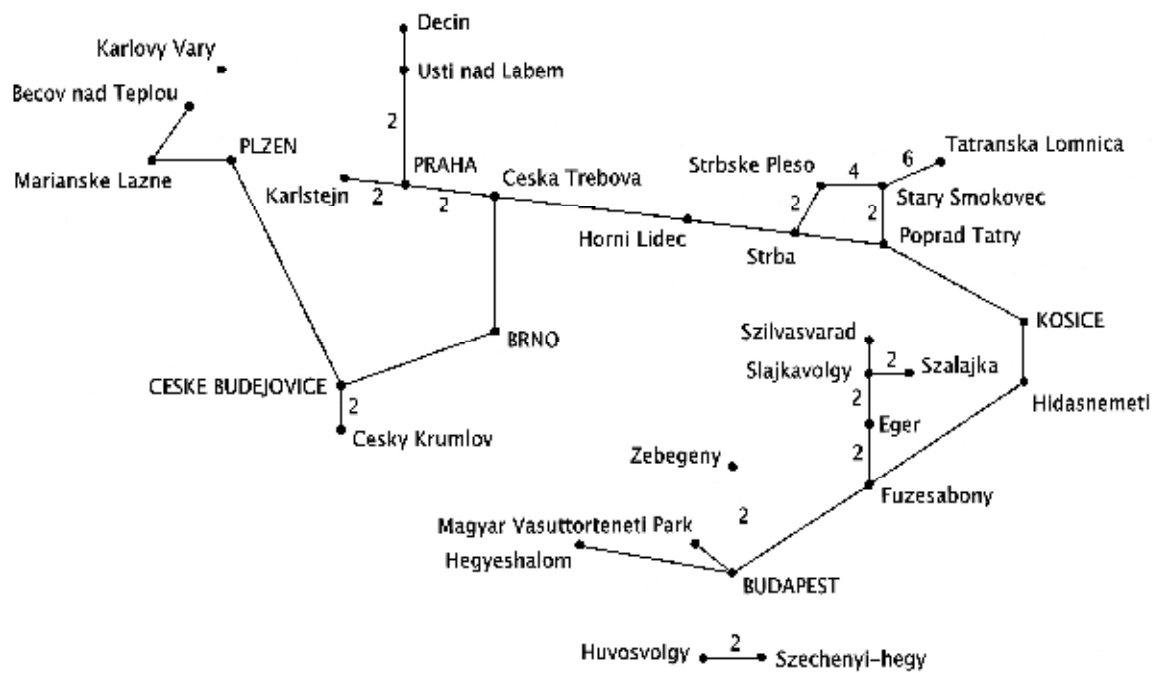 Decin
Karlovy Vary
Usti nad Labem
Becov nad Teplou
2
PLZEN
Tatranska Lomnica
PRAHA
Strbske Pleso
4
6
Marianske Lazne
Karlstejn
2
2
Ceska Trebova
Stary Smokovec
2
2
Horni Lidec
Strba
Poprad Tatry
KOSICE
BRNO
Szilvasvarad
Slajkavolgy
2
Szalajka
CESKE BUDEJOVICE
2
2
Hidasnemeti
Cesky Krumlov
Eger
Zebegeny
2
Fuzesabony
2
Magyar Vasuttorteneti Park
Hegyeshalom
BUDAPEST
2
Huvosvolgy
Szechenyi-hegy